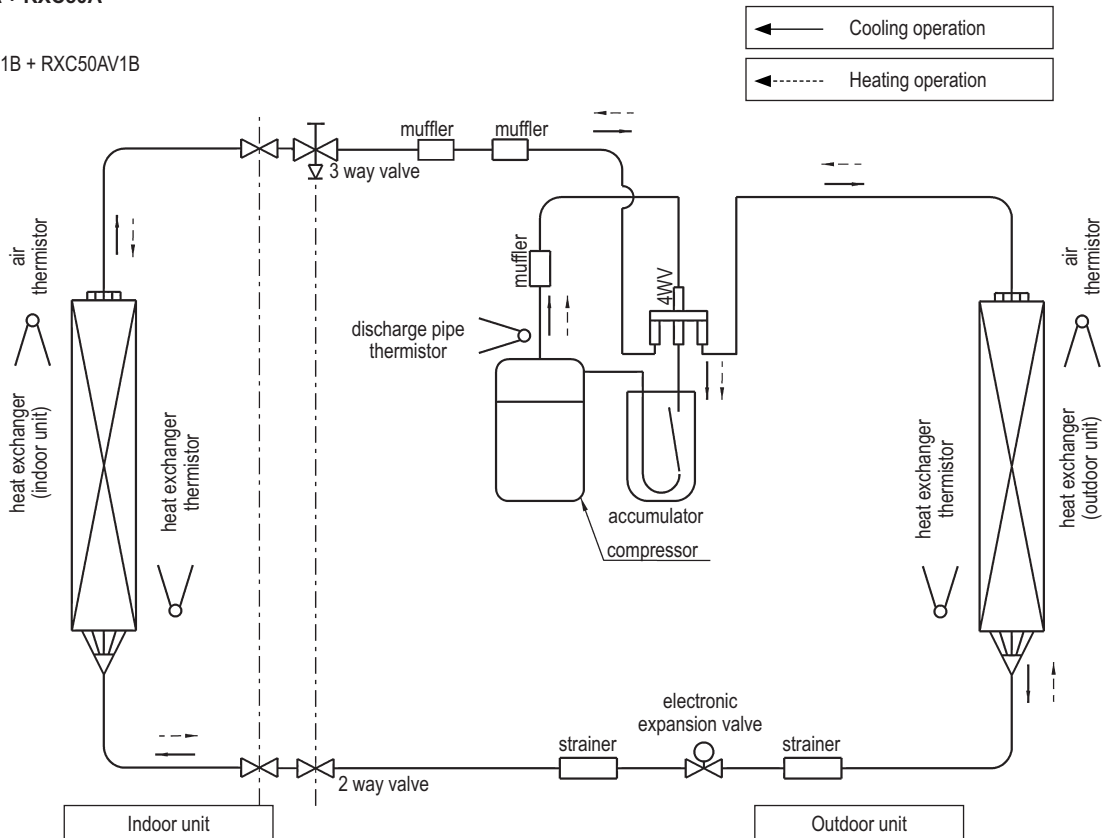 + RXC50A
1B + RXC50AV1B
Cooling operation
Heating operation
muffler
muffler
3 way valve
air
thermistor
heat exchanger
(indoor unit)
heat exchanger
thermistor
muffler
discharge pipe
thermistor
4WV
accumulator
compressor
air
thermistor
heat exchanger
(outdoor unit)
heat exchanger
thermistor
electronic
expansion valve
strainer
strainer
2 way valve
Indoor unit
Outdoor unit